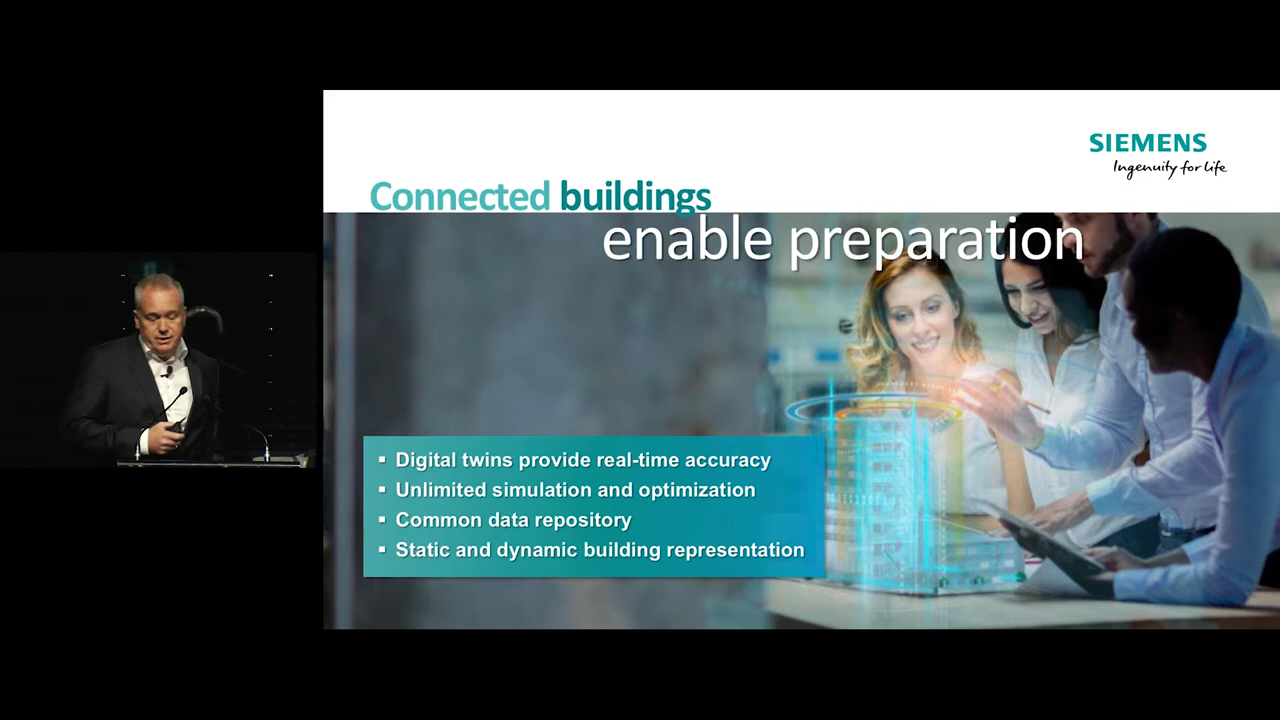 SIEMENS
Ingenuity for life
Connected buildings
enable preparation
▪ Digital twins provide real-time accuracy
▪ Unlimited simulation and optimization
▪ Common data repository
▪ Static and dynamic building representation